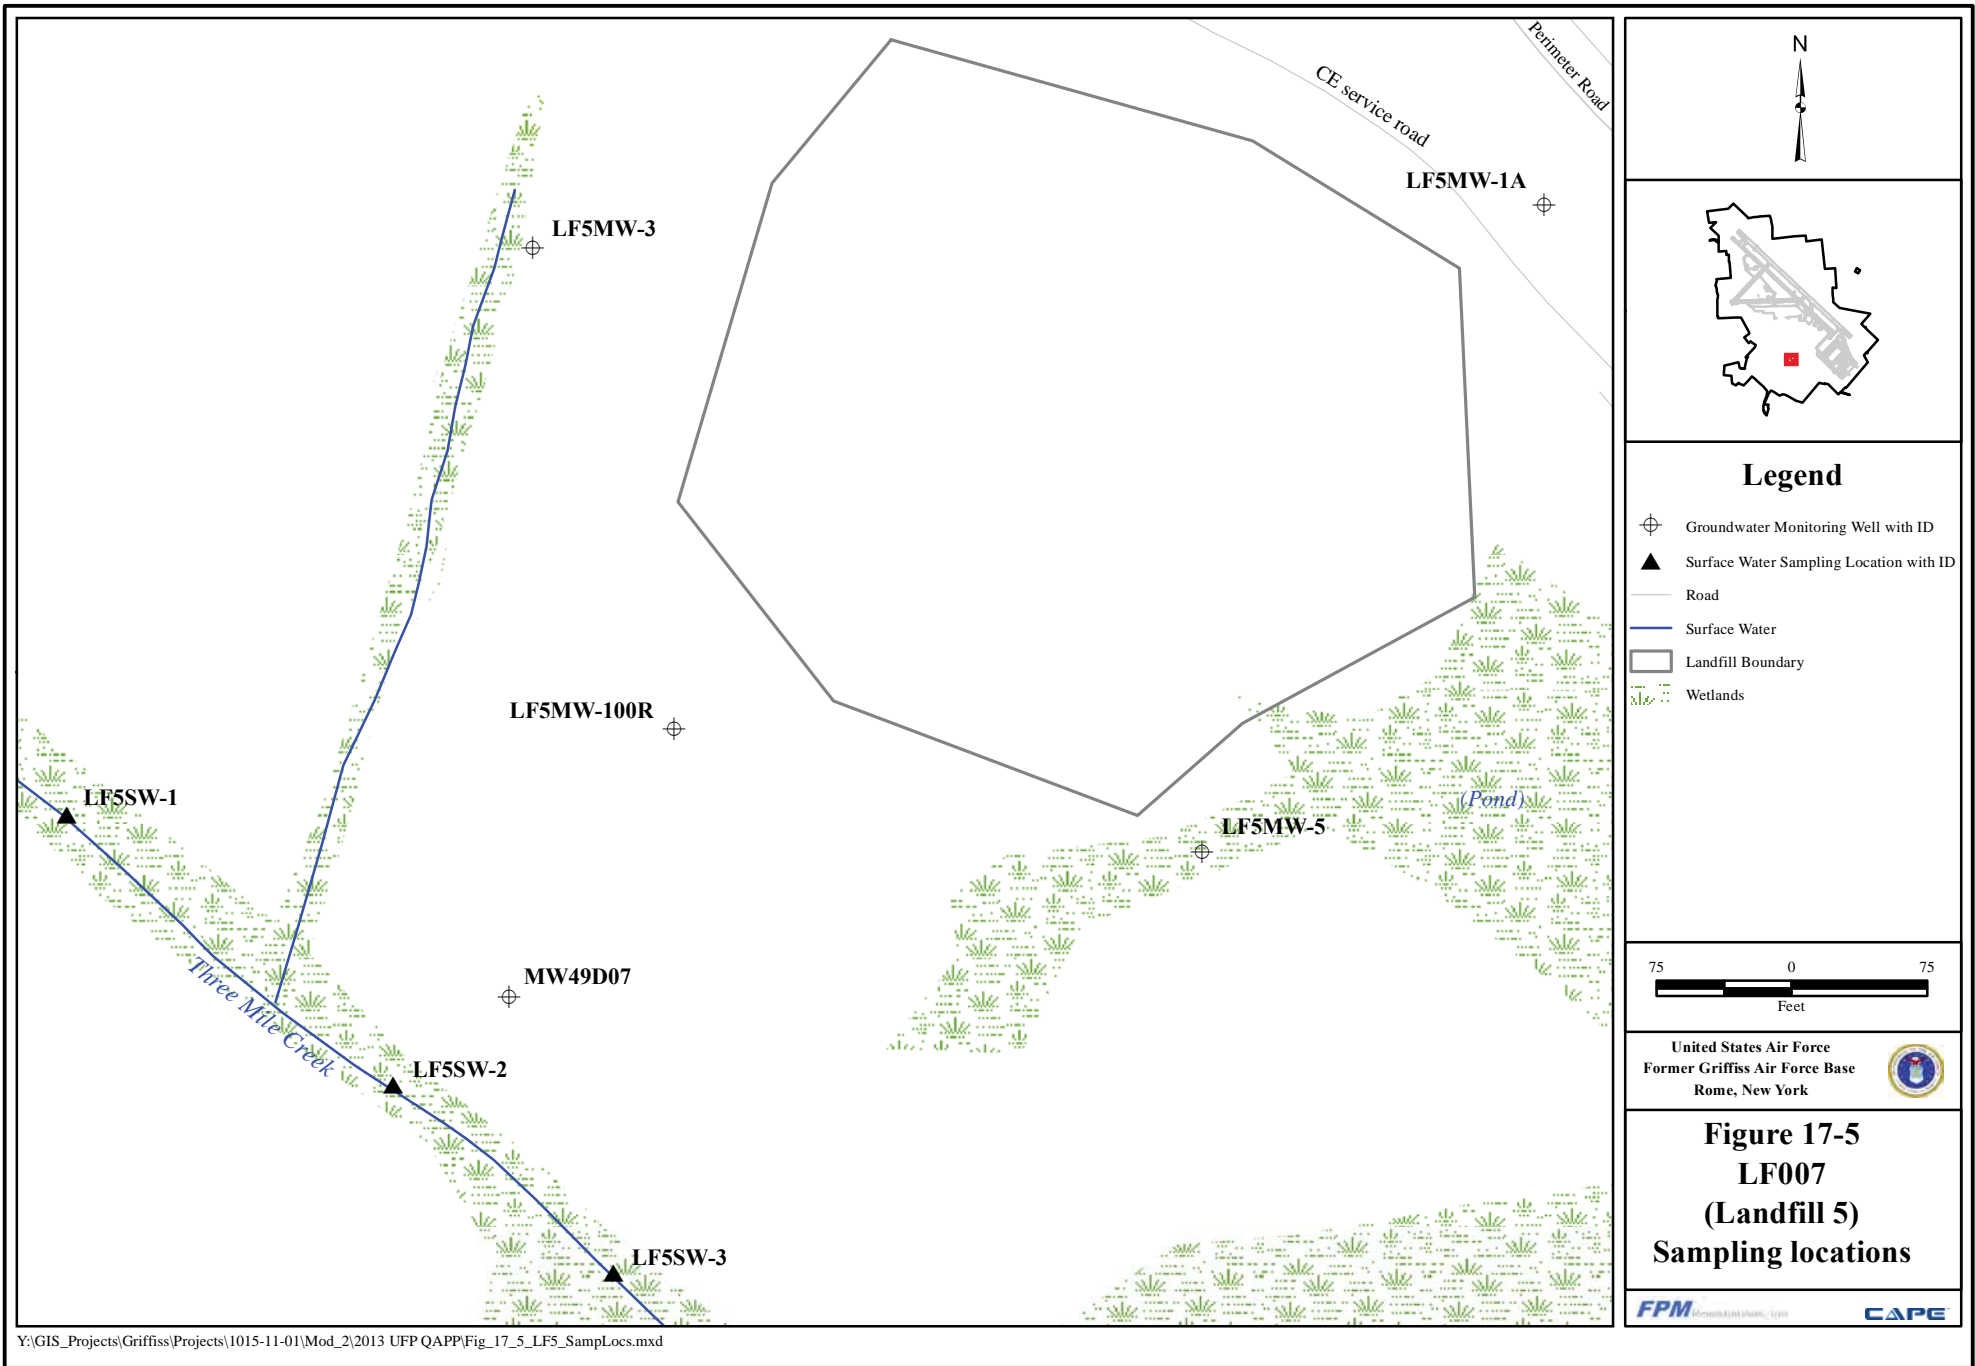 Perimeter Road
CE service road
LF5MW-1A
LF5MW-3
LF5MW-100R
LF5SW-1
(Pond)
LF5MW-5
MW49D07
Three Mile Creek
LF5SW-2
LF5SW-3
N
Legend
Groundwater Monitoring Well with ID
Surface Water Sampling Location with ID
Road
Surface Water
Landfill Boundary
Wetlands
75 0 75
Feet
United States Air Force
Former Griffiss Air Force Base
Rome, New York
Figure 17-5
LF007
(Landfill 5)
Sampling locations
FPM
CAPE
Y:\GIS_Projects\Griffiss\Projects\1015-11-01\Mod_2\2013 UFP QAPP\Fig_17_5_LF5_SampLocs.mxd